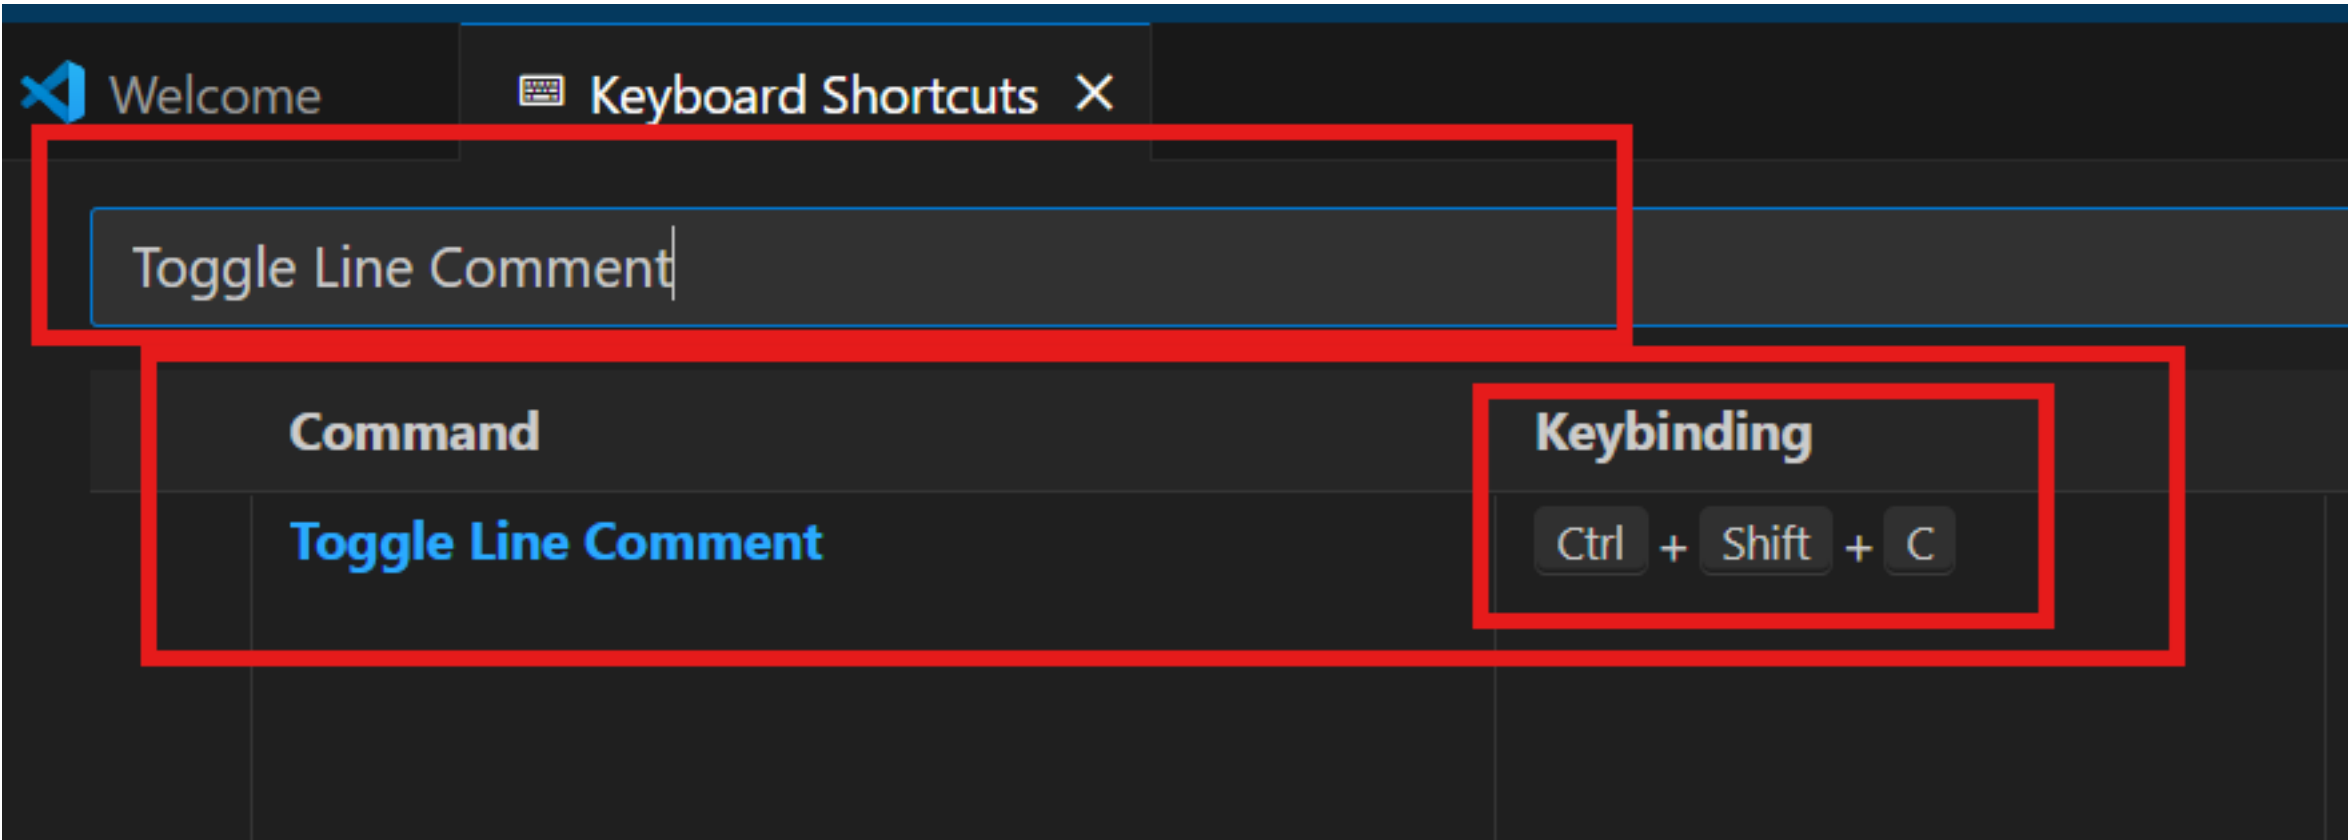 Welcome Keyboard Shortcuts
Toggle Line Comment
Command Keybinding
Toggle Line Comment Ctrl + Shift + C